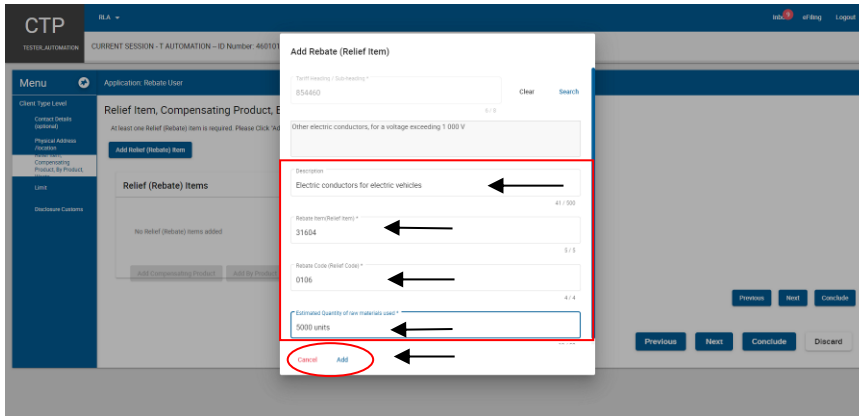 CTP
TESTER_AUTOMATION
RLA
Inbox
9
eFiling
Logout
CURRENT SESSION - T AUTOMATION – ID Number: 460101
Menu
Client Type Level
Contact Details
(optional)
Physical Address
/location
Relief Item,
Compensating
Product, By Product,
Limit
Disclosure Customs
Application: Rebate User
Relief Item, Compensating Product, E
At least one Relief (Rebate) Item is required. Please Click 'Ad
Add Relief (Rebate) Item
Relief (Rebate) Items
No Relief (Rebate) items added
Add Compensating Product
Add By Product
Add Rebate (Relief Item)
Tariff Heading / Sub-heading *
854460
Clear
Search
6 / 8
Other electric conductors, for a voltage exceeding 1 000 V
Description
Electric conductors for electric vehicles
41 / 500
Rebate Item(Relief Item) *
31604
5 / 5
Rebate Code (Relief Code) *
0106
4 / 4
Estimated Quantity of raw materials used *
5000 units
Cancel
Add
Previous
Next
Conclude
Previous
Next
Conclude
Discard